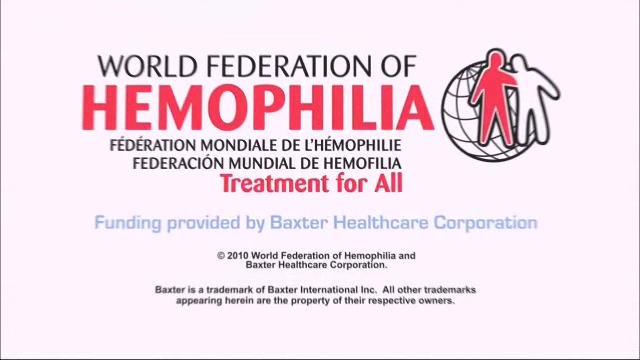 WORLD FEDERATION OF
HEMOPHILIA
FÉDÉRATION MONDIALE DE L'HÉMOPHILIE
FEDERACIÓN MUNDIAL DE HEMOFILIA
Treatment for All
Funding provided by Baxter Healthcare Corporation
© 2010 World Federation of Hemophilia and
Baxter Healthcare Corporation.
Baxter is a trademark of Baxter International Inc. All other trademarks
appearing herein are the property of their respective owners.